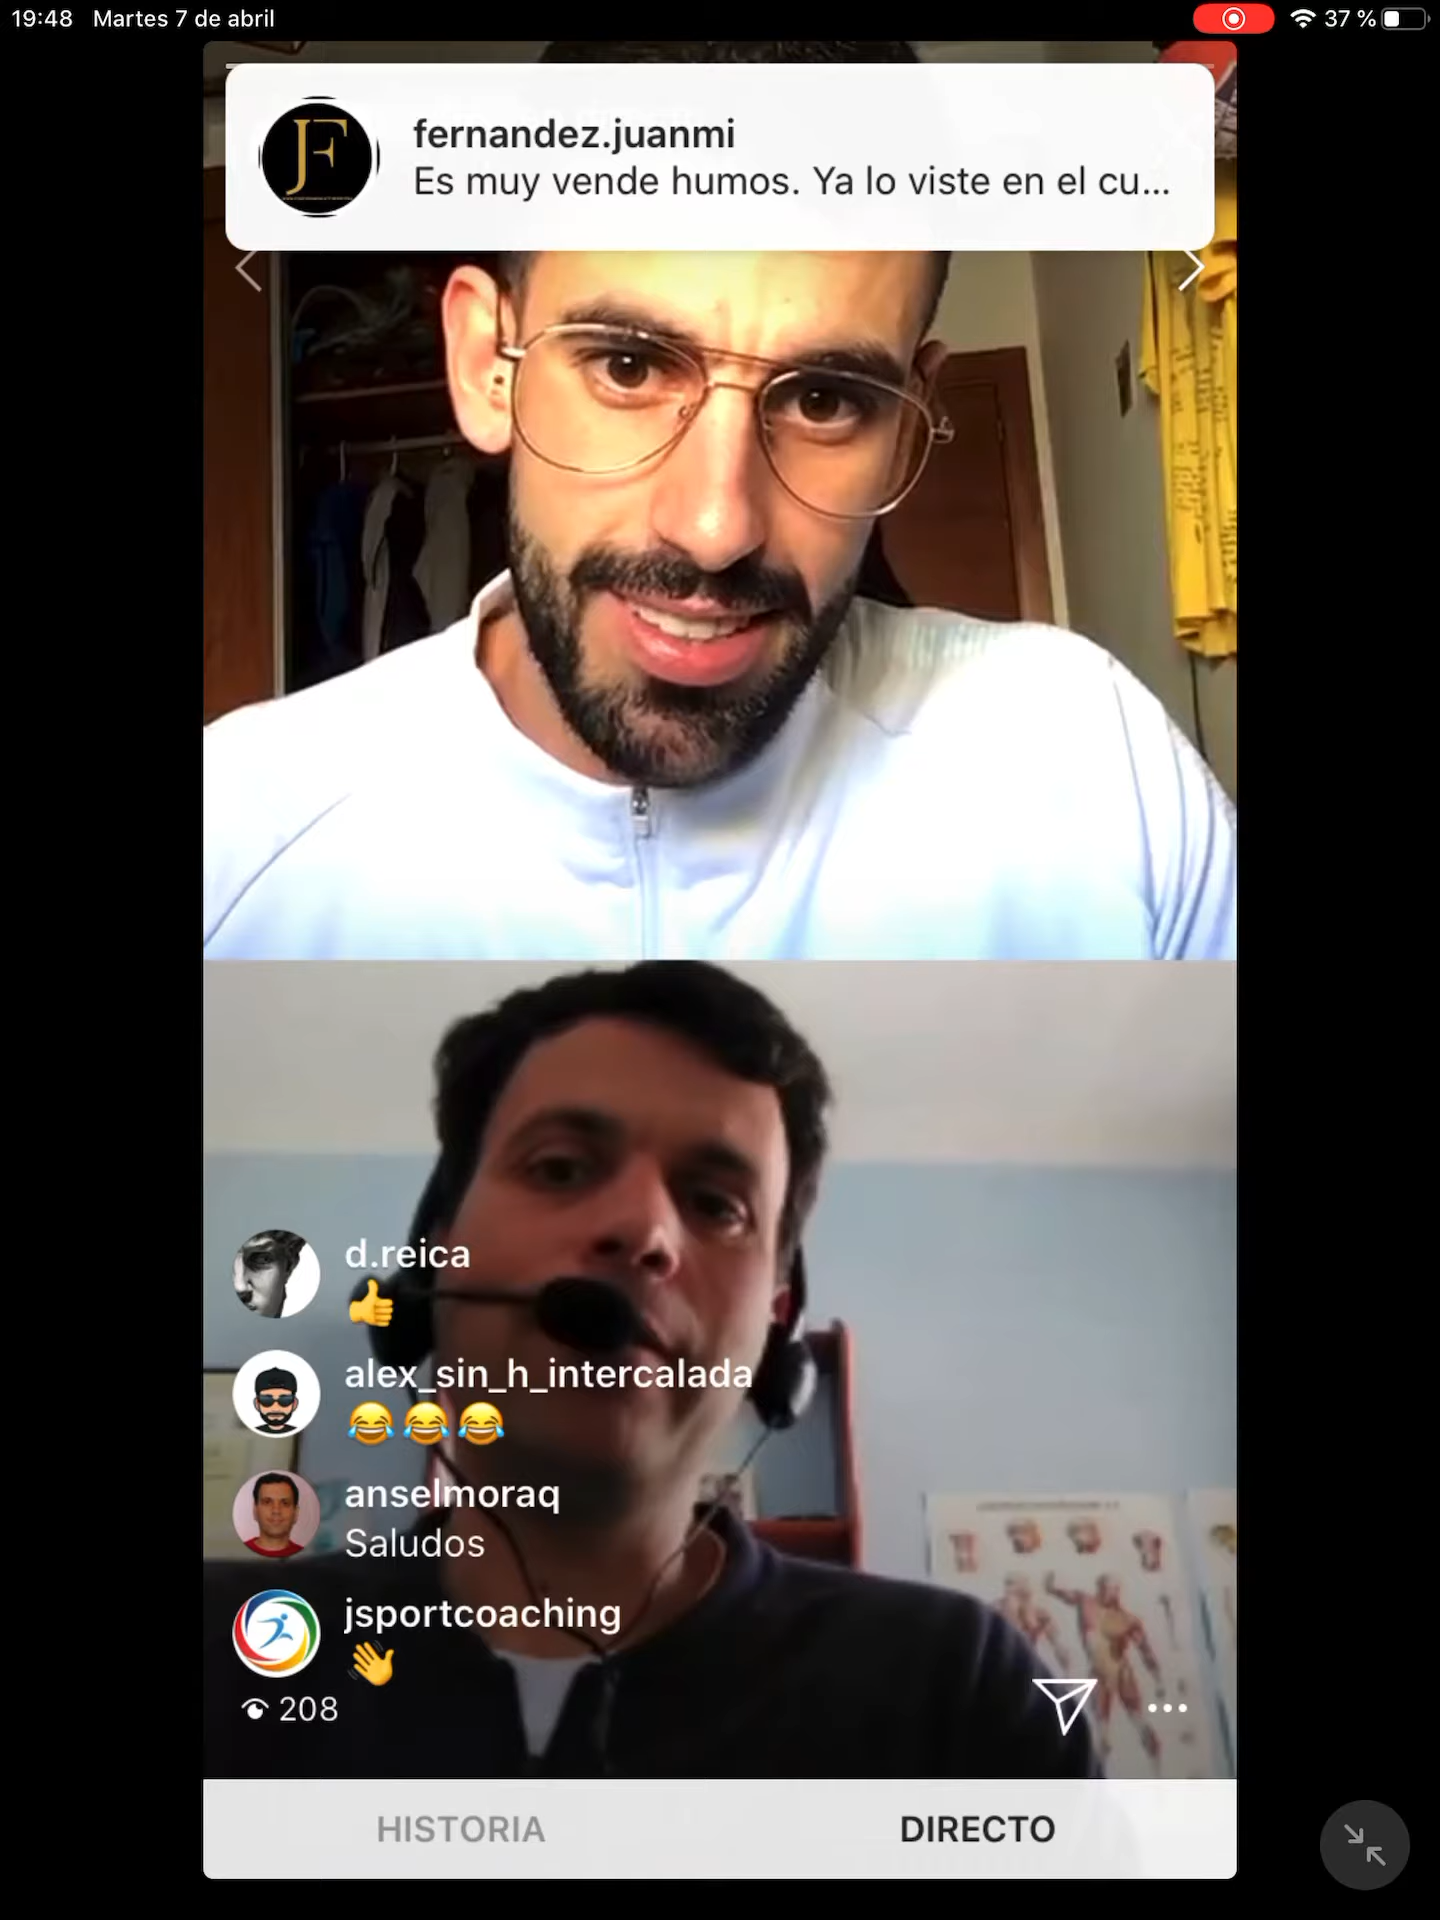 19:48 Martes 7 de abril
37 %
JF
fernandez.juanmi
Es muy vende humos. Ya lo viste en el cu...
d.reica
👍
alex_sin_h_intercalada
😂😂😂
anselmoraq
Saludos
jsportcoaching
👋
208
HISTORIA
DIRECTO